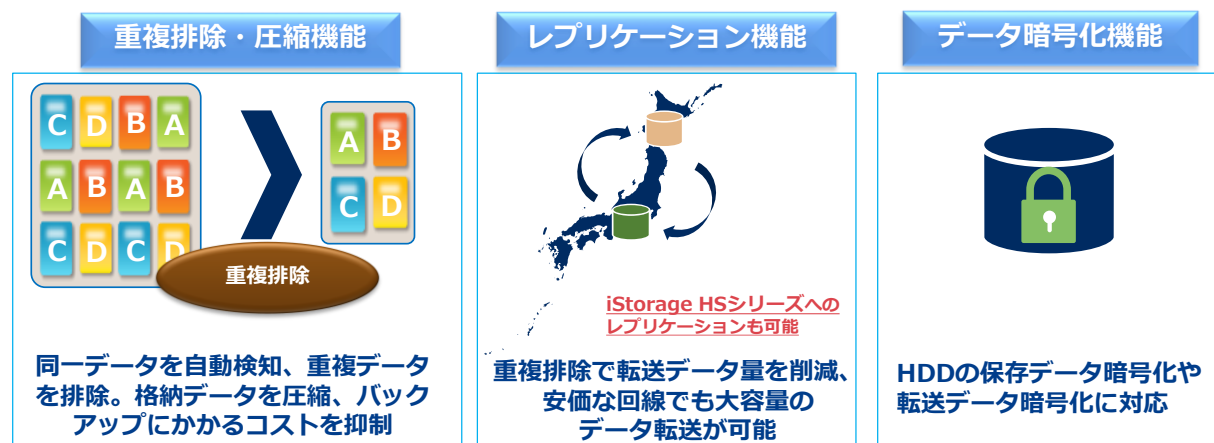 重複排除・圧縮機能
C D B A
A B A B
C D C D
A B
C D
重複排除
同一データを自動検知、重複データ
を排除。格納データを圧縮、バック
アップにかかるコストを抑制
レプリケーション機能
iStorage HSシリーズへの
レプリケーションも可能
重複排除で転送データ量を削減、
安価な回線でも大容量の
データ転送が可能
データ暗号化機能
HDDの保存データ暗号化や
転送データ暗号化に対応